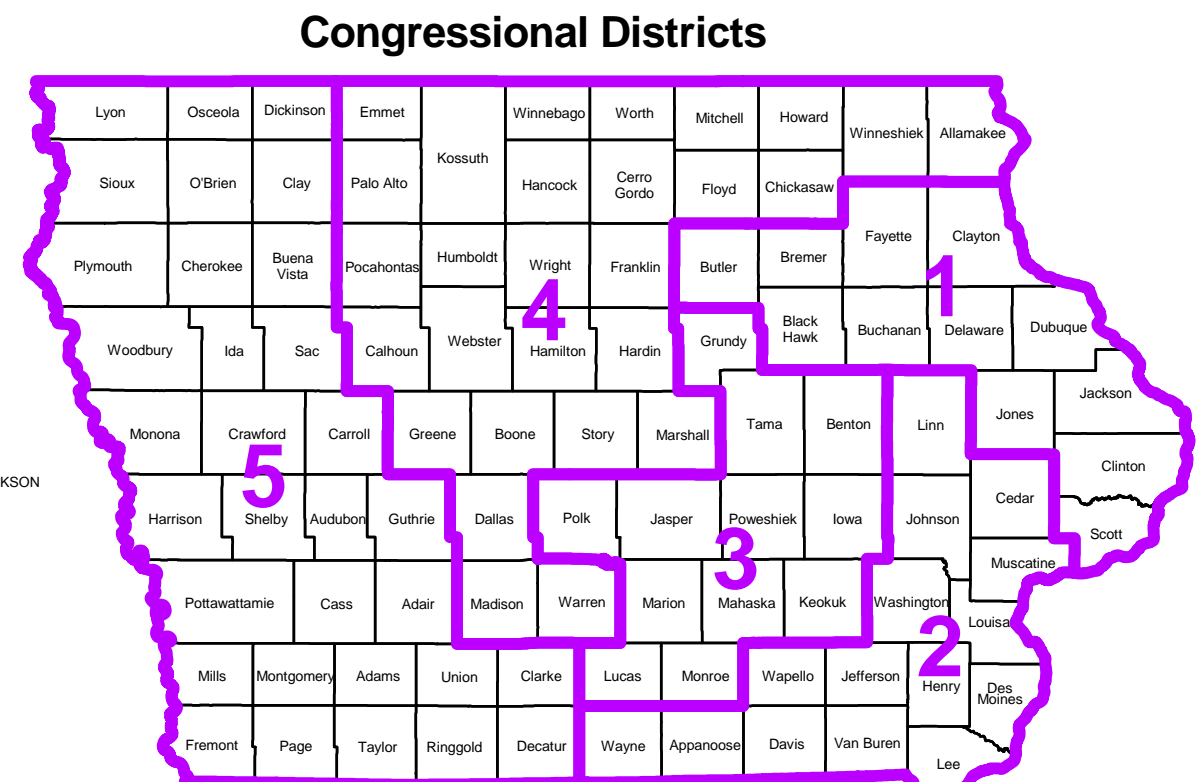 Congressional Districts
Lyon
Osceola
Dickinson
Emmet
Kossuth
Winnebago
Worth
Mitchell
Howard
Winneshiek
Allamakee
Sioux
O'Brien
Clay
Palo Alto
Hancock
Cerro
Gordo
Floyd
Chickasaw
Plymouth
Cherokee
Buena
Vista
Pocahontas
Humboldt
Wright
Franklin
Butler
Bremer
Fayette
Clayton
4
1
Woodbury
Ida
Sac
Calhoun
Webster
Hamilton
Hardin
Grundy
Black
Hawk
Buchanan
Delaware
Dubuque
Monona
Crawford
Carroll
Greene
Boone
Story
Marshall
Tama
Benton
Linn
Jones
Jackson
Clinton
5
KSON
Harrison
Shelby
Audubon
Guthrie
Dallas
Polk
Jasper
Poweshiek
Iowa
Johnson
Cedar
Scott
Muscatine
3
Pottawattamie
Cass
Adair
Madison
Warren
Marion
Mahaska
Keokuk
Washington
Louisa
2
Mills
Montgomery
Adams
Union
Clarke
Lucas
Monroe
Wapello
Jefferson
Henry
Des
Moines
Fremont
Page
Taylor
Ringgold
Decatur
Wayne
Appanoose
Davis
Van Buren
Lee